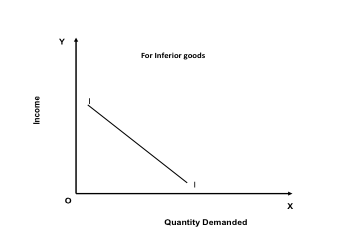 Y
For Inferior goods
I
Income
I
O
X
Quantity Demanded